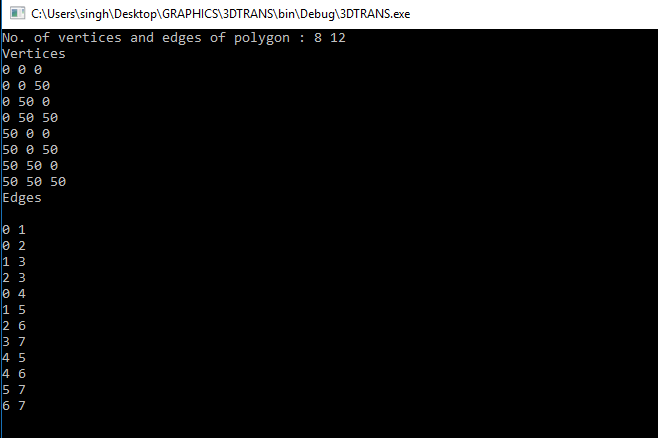 C:\Users\singh\Desktop\GRAPHICS\3DTRANS\bin\Debug\3DTRANS.exe
No. of vertices and edges of polygon : 8 12
Vertices
0 0 0
0 0 50
0 50 0
0 50 50
50 0 0
50 0 50
50 50 0
50 50 50
Edges
0 1
0 2
1 3
2 3
0 4
1 5
2 6
3 7
4 5
4 6
5 7
6 7